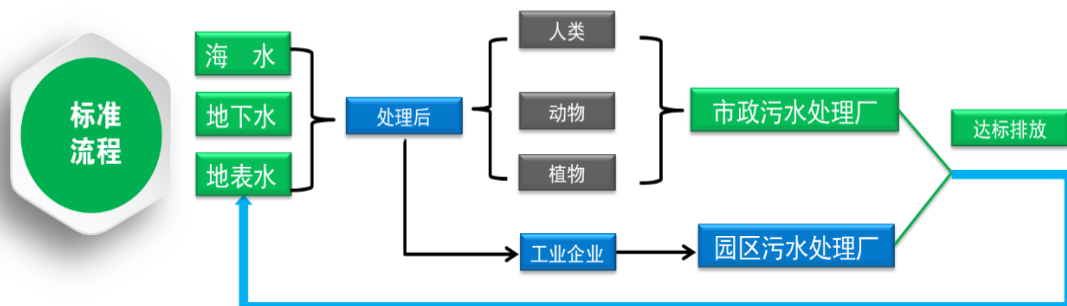 标准
流程
海 水
地下水
地表水
处理后
人类
动物
植物
工业企业
市政污水处理厂
园区污水处理厂
达标排放